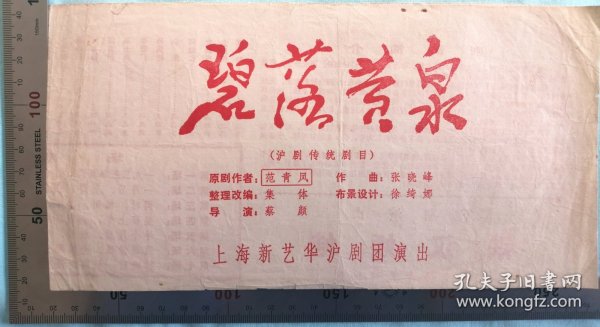 碧落黄泉
（沪剧传统剧目）
原剧作者：范青凤 作曲：张晓峰
整理改编：集体 布景设计：徐绮娜
导演：蔡颜
上海新艺华沪剧团演出
STAINLESS STEEL
50
100
50
100
150
200
孔夫子旧书网
www.kongfz.com